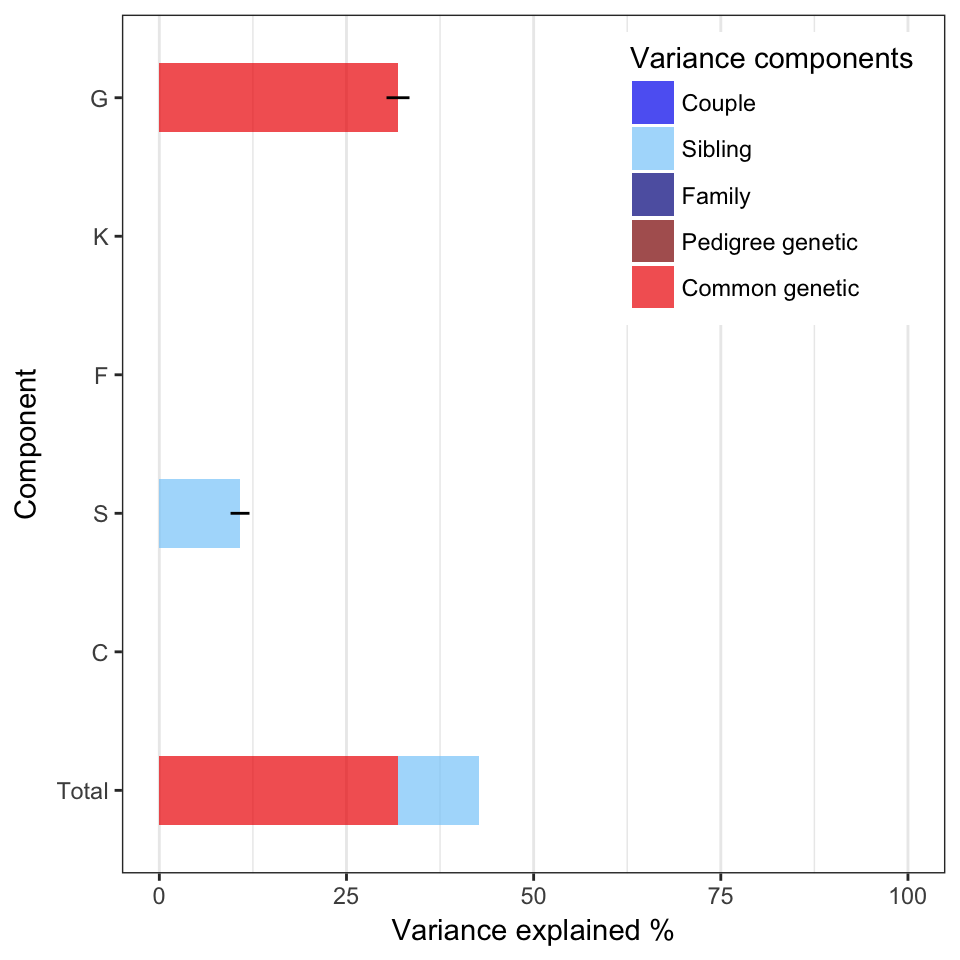 Variance components
Couple
Sibling
Family
Pedigree genetic
Common genetic
G
K
F
S
C
Total
Component
0 25 50 75 100
Variance explained %